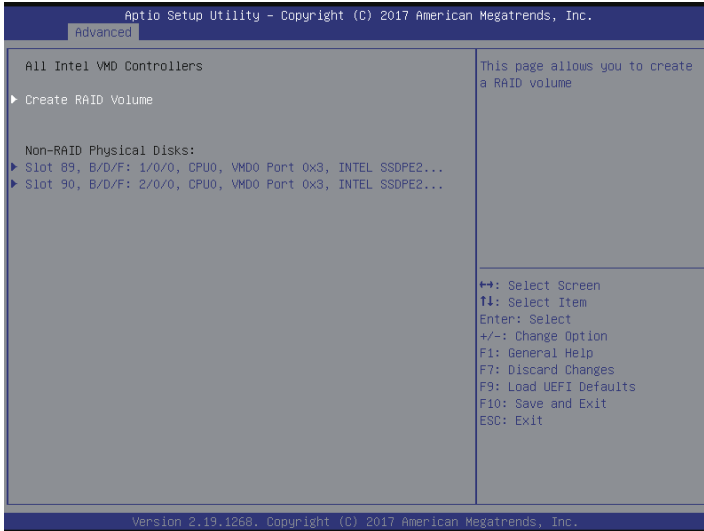 Aptio Setup Utility – Copyright (C) 2017 American Megatrends, Inc.
Advanced
All Intel VMD Controllers
Create RAID Volume
Non-RAID Physical Disks:
Slot 89, B/D/F: 1/0/0, CPU0, VMD0 Port 0x3, INTEL SSDPE2...
Slot 90, B/D/F: 2/0/0, CPU0, VMD0 Port 0x3, INTEL SSDPE2...
This page allows you to create
a RAID volume
↔: Select Screen
↑↓: Select Item
Enter: Select
+/-: Change Option
F1: General Help
F7: Discard Changes
F9: Load UEFI Defaults
F10: Save and Exit
ESC: Exit
Version 2.19.1268. Copyright (C) 2017 American Megatrends, Inc.